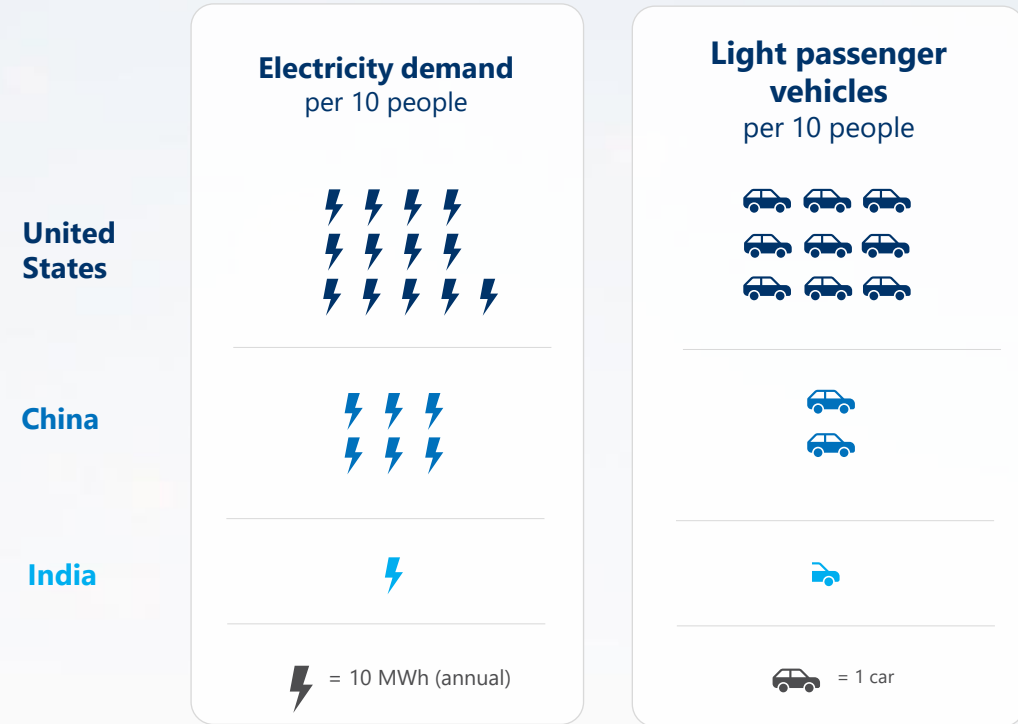 Electricity demand
per 10 people
Light passenger
vehicles
per 10 people
United
States
China
India
= 10 MWh (annual)
= 1 car